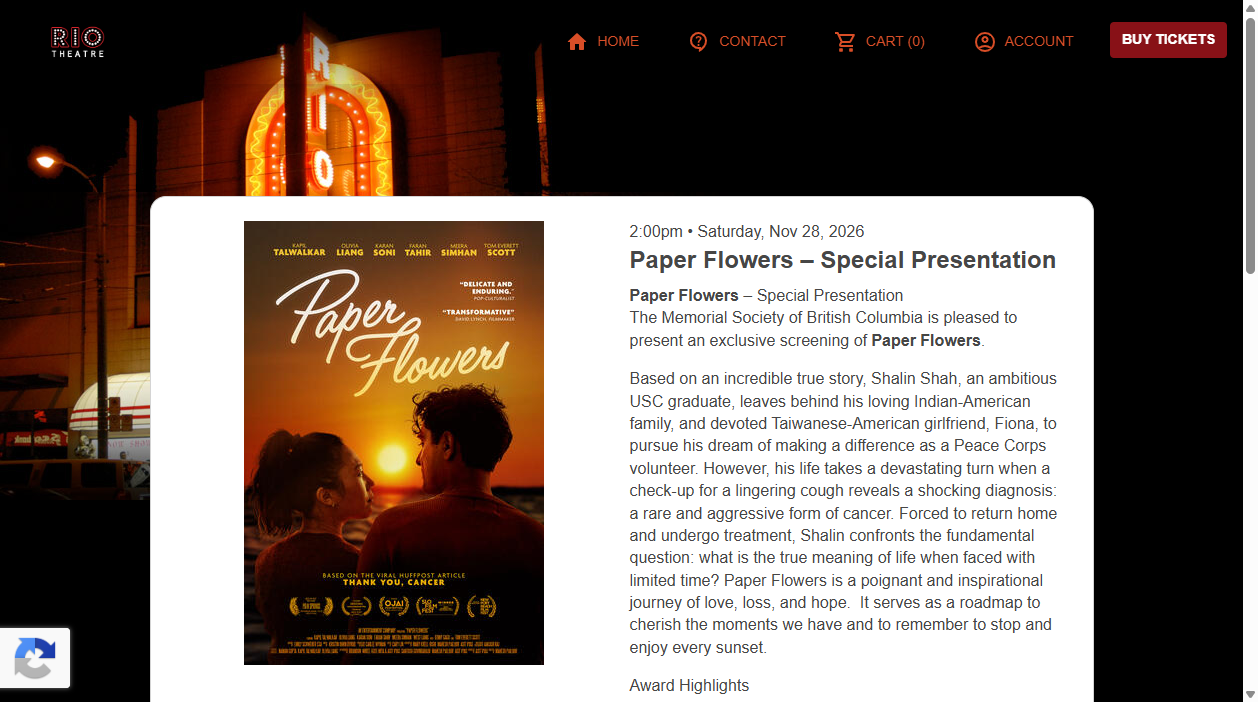 RIO
THEATRE
HOME
CONTACT
CART (0)
ACCOUNT
BUY TICKETS
RIO
2:00pm • Saturday, Nov 28, 2026
Paper Flowers – Special Presentation
Paper Flowers – Special Presentation
The Memorial Society of British Columbia is pleased to
present an exclusive screening of Paper Flowers.
Based on an incredible true story, Shalin Shah, an ambitious
USC graduate, leaves behind his loving Indian-American
family, and devoted Taiwanese-American girlfriend, Fiona, to
pursue his dream of making a difference as a Peace Corps
volunteer. However, his life takes a devastating turn when a
check-up for a lingering cough reveals a shocking diagnosis:
a rare and aggressive form of cancer. Forced to return home
and undergo treatment, Shalin confronts the fundamental
question: what is the true meaning of life when faced with
limited time? Paper Flowers is a poignant and inspirational
journey of love, loss, and hope.  It serves as a roadmap to
cherish the moments we have and to remember to stop and
enjoy every sunset.
Award Highlights
KAPIL TALWALKAR
OLIVIA LIANG
KARAN SONI
FARAN TAHIR
MEERA SIMHAN
TOM EVERETT SCOTT
Paper
Flowers
"DELICATE AND
ENDURING."
POP-CULTURALIST
"TRANSFORMATIVE"
DAVID LYNCH, FILMMAKER
BASED ON THE VIRAL HUFFPOST ARTICLE
THANK YOU, CANCER
OJAI
SLO
FILM
FEST